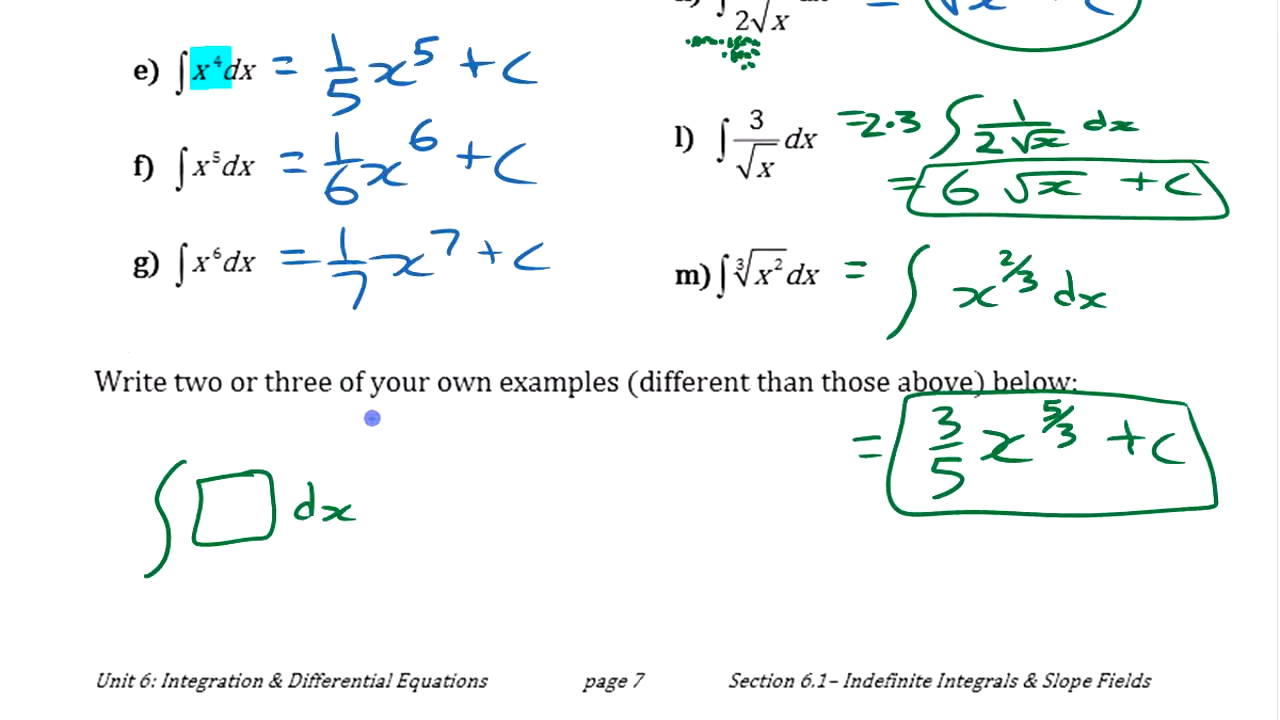 e) ∫x⁴dx = 1/5 x⁵ + C
f) ∫x⁵dx = 1/6 x⁶ + C
g) ∫x⁶dx = 1/7 x⁷ + C
2√x
l) ∫ 3/√x dx = 2·3 ∫ 1/(2√x) dx
= 6 √x + C
m) ∫ ∛x² dx = ∫ x^(2/3) dx
= 3/5 x^(5/3) + C
Write two or three of your own examples (different than those above) below:
∫ □ dx
Unit 6: Integration & Differential Equations page 7 Section 6.1– Indefinite Integrals & Slope Fields